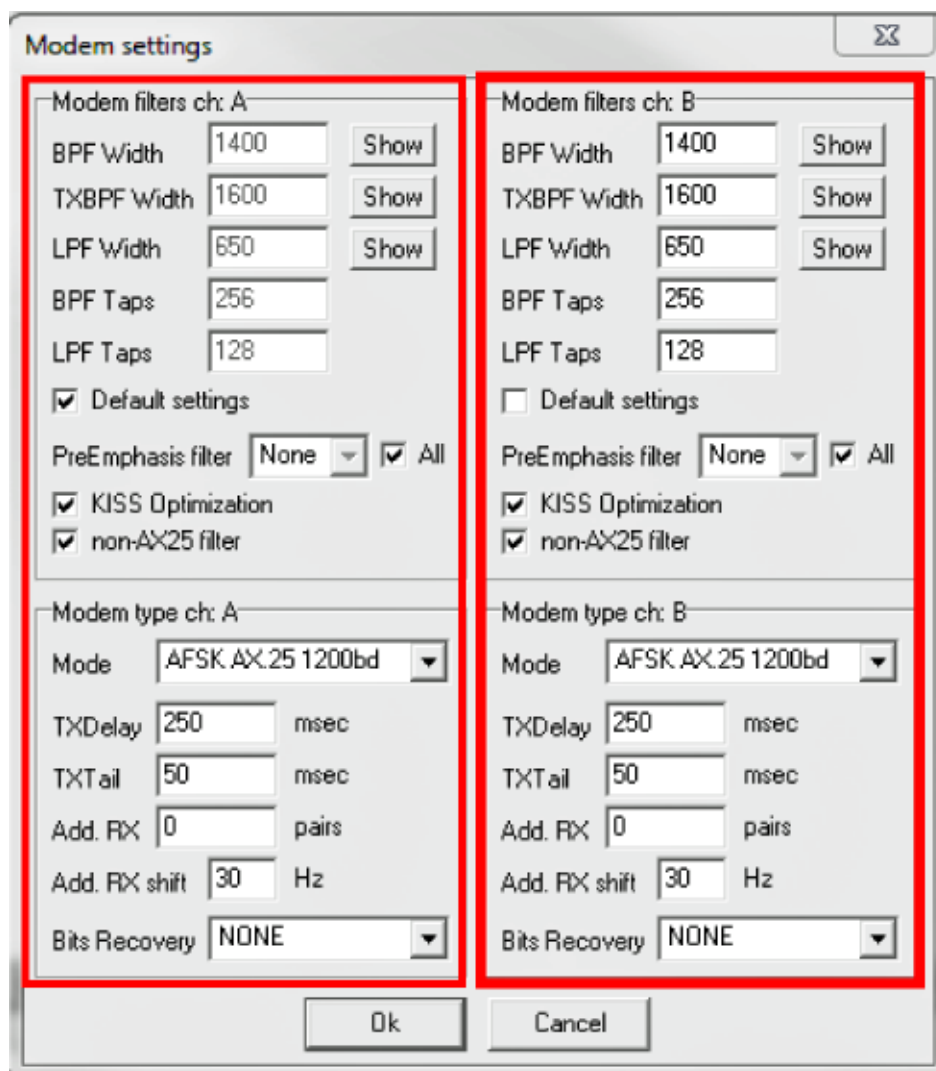 Modem settings
Modem filters ch: A
BPF Width 1400 Show
TXBPF Width 1600 Show
LPF Width 650 Show
BPF Taps 256
LPF Taps 128
Default settings
PreEmphasis filter None All
KISS Optimization
non-AX25 filter
Modem type ch: A
Mode AFSK AX.25 1200bd
TXDelay 250 msec
TXTail 50 msec
Add. RX 0 pairs
Add. RX shift 30 Hz
Bits Recovery NONE
Modem filters ch: B
BPF Width 1400 Show
TXBPF Width 1600 Show
LPF Width 650 Show
BPF Taps 256
LPF Taps 128
Default settings
PreEmphasis filter None All
KISS Optimization
non-AX25 filter
Modem type ch: B
Mode AFSK AX.25 1200bd
TXDelay 250 msec
TXTail 50 msec
Add. RX 0 pairs
Add. RX shift 30 Hz
Bits Recovery NONE
Ok Cancel